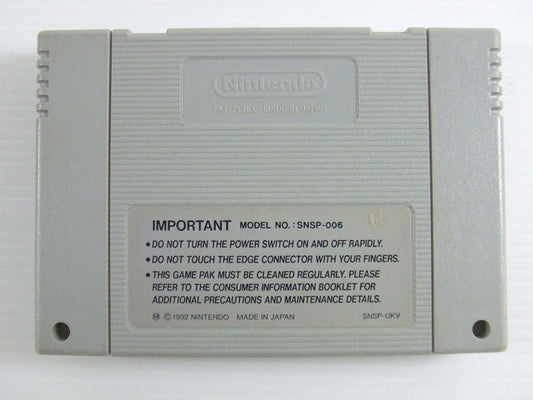 Nintendo
PAT. PEND. MADE IN JAPAN
IMPORTANT MODEL NO.: SNSP-006
• DO NOT TURN THE POWER SWITCH ON AND OFF RAPIDLY.
• DO NOT TOUCH THE EDGE CONNECTOR WITH YOUR FINGERS.
• THIS GAME PAK MUST BE CLEANED REGULARLY. PLEASE
REFER TO THE CONSUMER INFORMATION BOOKLET FOR
ADDITIONAL PRECAUTIONS AND MAINTENANCE DETAILS.
Ⓜ ©1992 NINTENDO MADE IN JAPAN SNSP-UKV